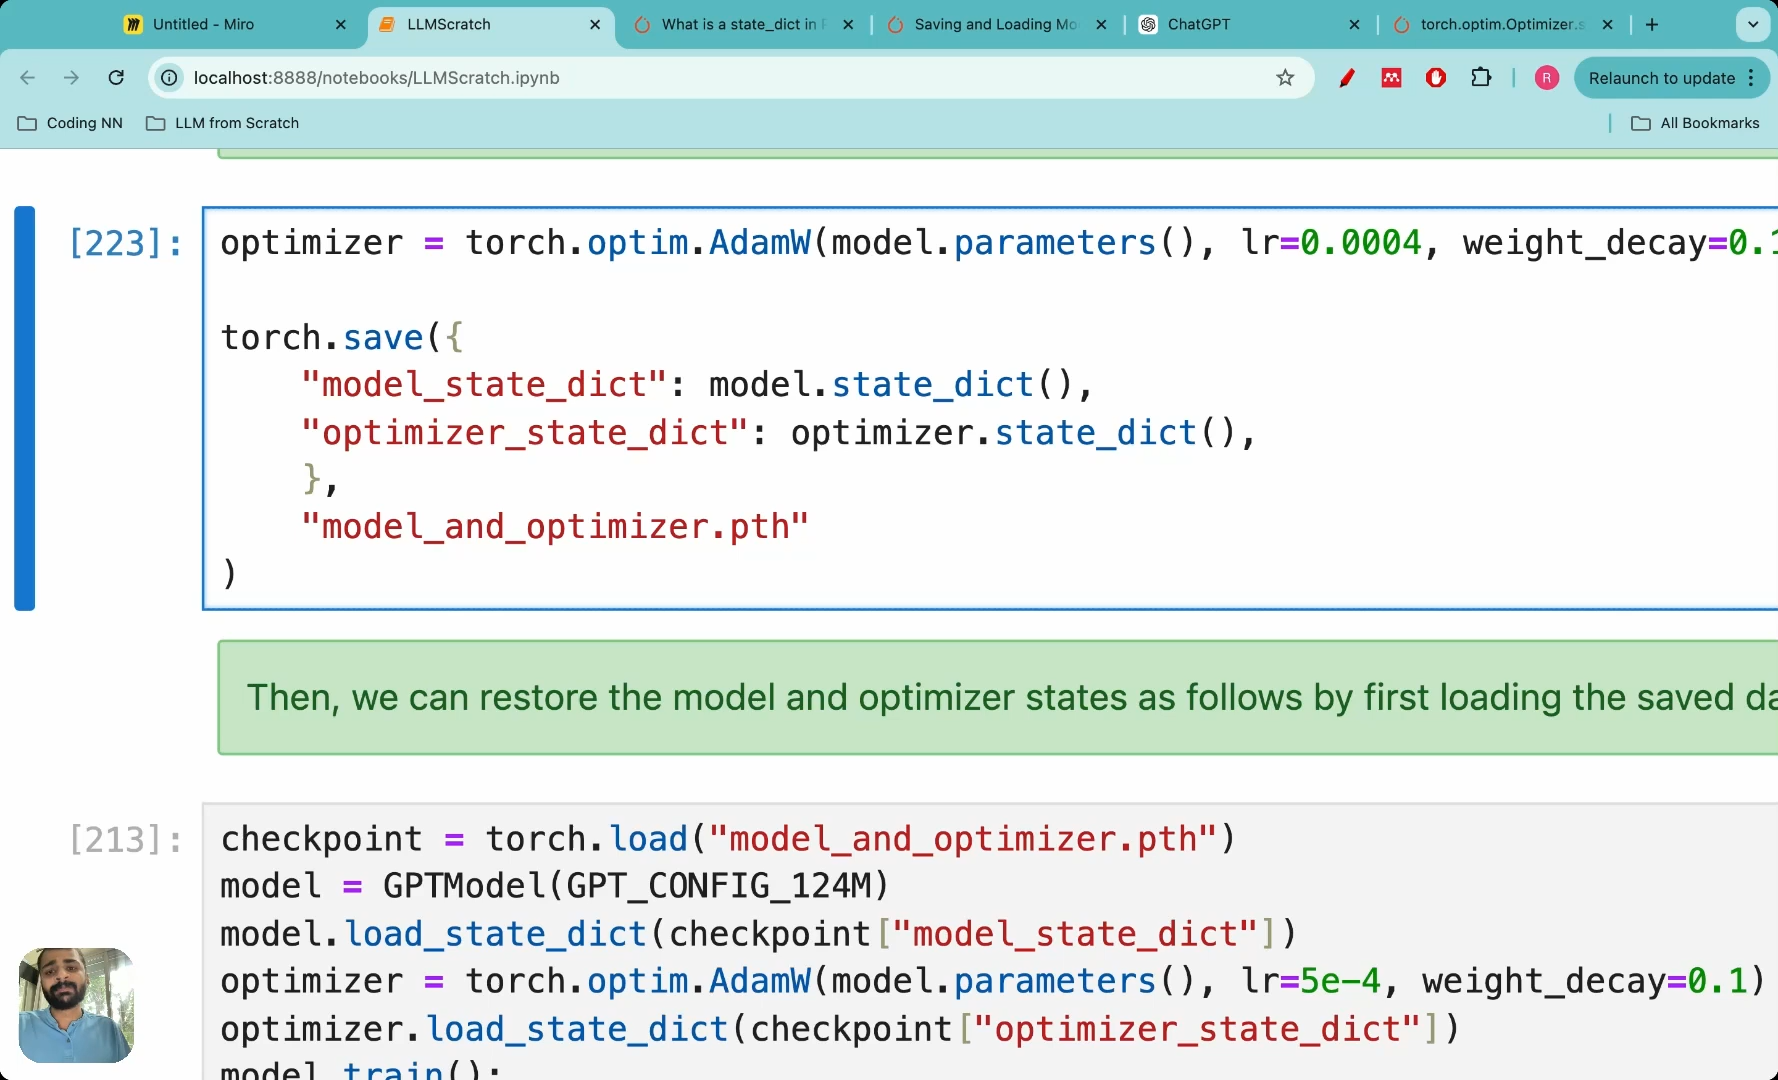 Untitled - Miro
LLMScratch
What is a state_dict in
Saving and Loading Mo
ChatGPT
torch.optim.Optimizer.s
localhost:8888/notebooks/LLMScratch.ipynb
R
Relaunch to update
Coding NN
LLM from Scratch
All Bookmarks
[223]:
optimizer = torch.optim.AdamW(model.parameters(), lr=0.0004, weight_decay=0.1
torch.save({
"model_state_dict": model.state_dict(),
"optimizer_state_dict": optimizer.state_dict(),
},
"model_and_optimizer.pth"
)
Then, we can restore the model and optimizer states as follows by first loading the saved da
[213]:
checkpoint = torch.load("model_and_optimizer.pth")
model = GPTModel(GPT_CONFIG_124M)
model.load_state_dict(checkpoint["model_state_dict"])
optimizer = torch.optim.AdamW(model.parameters(), lr=5e-4, weight_decay=0.1)
optimizer.load_state_dict(checkpoint["optimizer_state_dict"])
model.train();